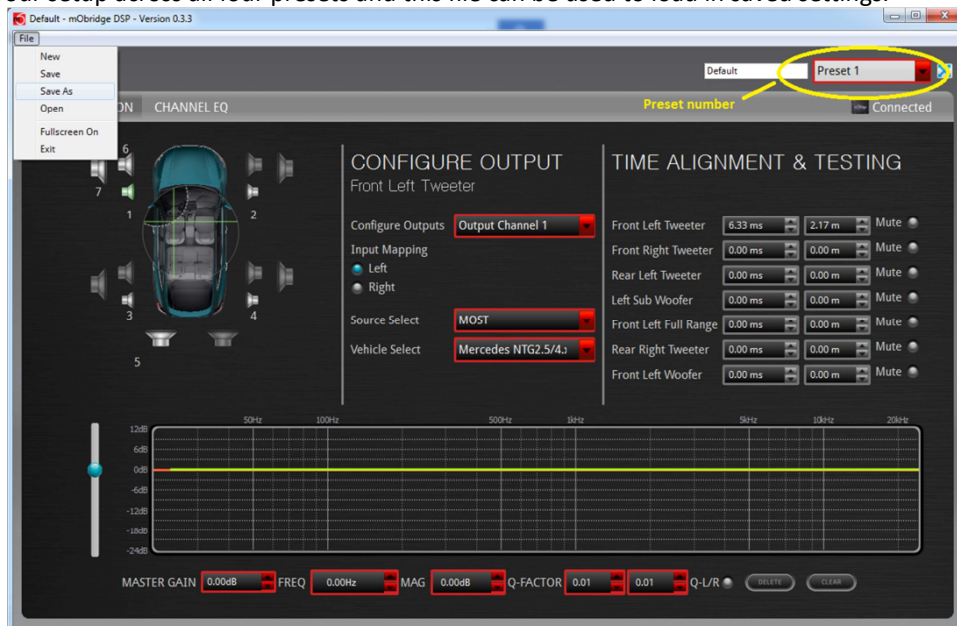 our setup across all four presets and this file can be used to load in saved settings.
Default - mObridge DSP - Version 0.3.3
File
New
Save
Save As
Open
Fullscreen On
Exit
Default
Preset 1
Preset number
ON CHANNEL EQ
Connected
6
7
1
2
3
4
5
CONFIGURE OUTPUT
Front Left Tweeter
Configure Outputs Output Channel 1
Input Mapping
Left
Right
Source Select MOST
Vehicle Select Mercedes NTG2.5/4.
TIME ALIGNMENT & TESTING
Front Left Tweeter 6.33 ms 2.17 m Mute
Front Right Tweeter 0.00 ms 0.00 m Mute
Rear Left Tweeter 0.00 ms 0.00 m Mute
Left Sub Woofer 0.00 ms 0.00 m Mute
Front Left Full Range 0.00 ms 0.00 m Mute
Rear Right Tweeter 0.00 ms 0.00 m Mute
Front Left Woofer 0.00 ms 0.00 m Mute
50Hz 100Hz 500Hz 1kHz 5kHz 10kHz 20kHz
12dB
6dB
0dB
-6dB
-12dB
-18dB
-24dB
MASTER GAIN 0.00dB FREQ 0.00Hz MAG 0.00dB Q-FACTOR 0.01 0.01 Q-L/R DELETE CLEAR